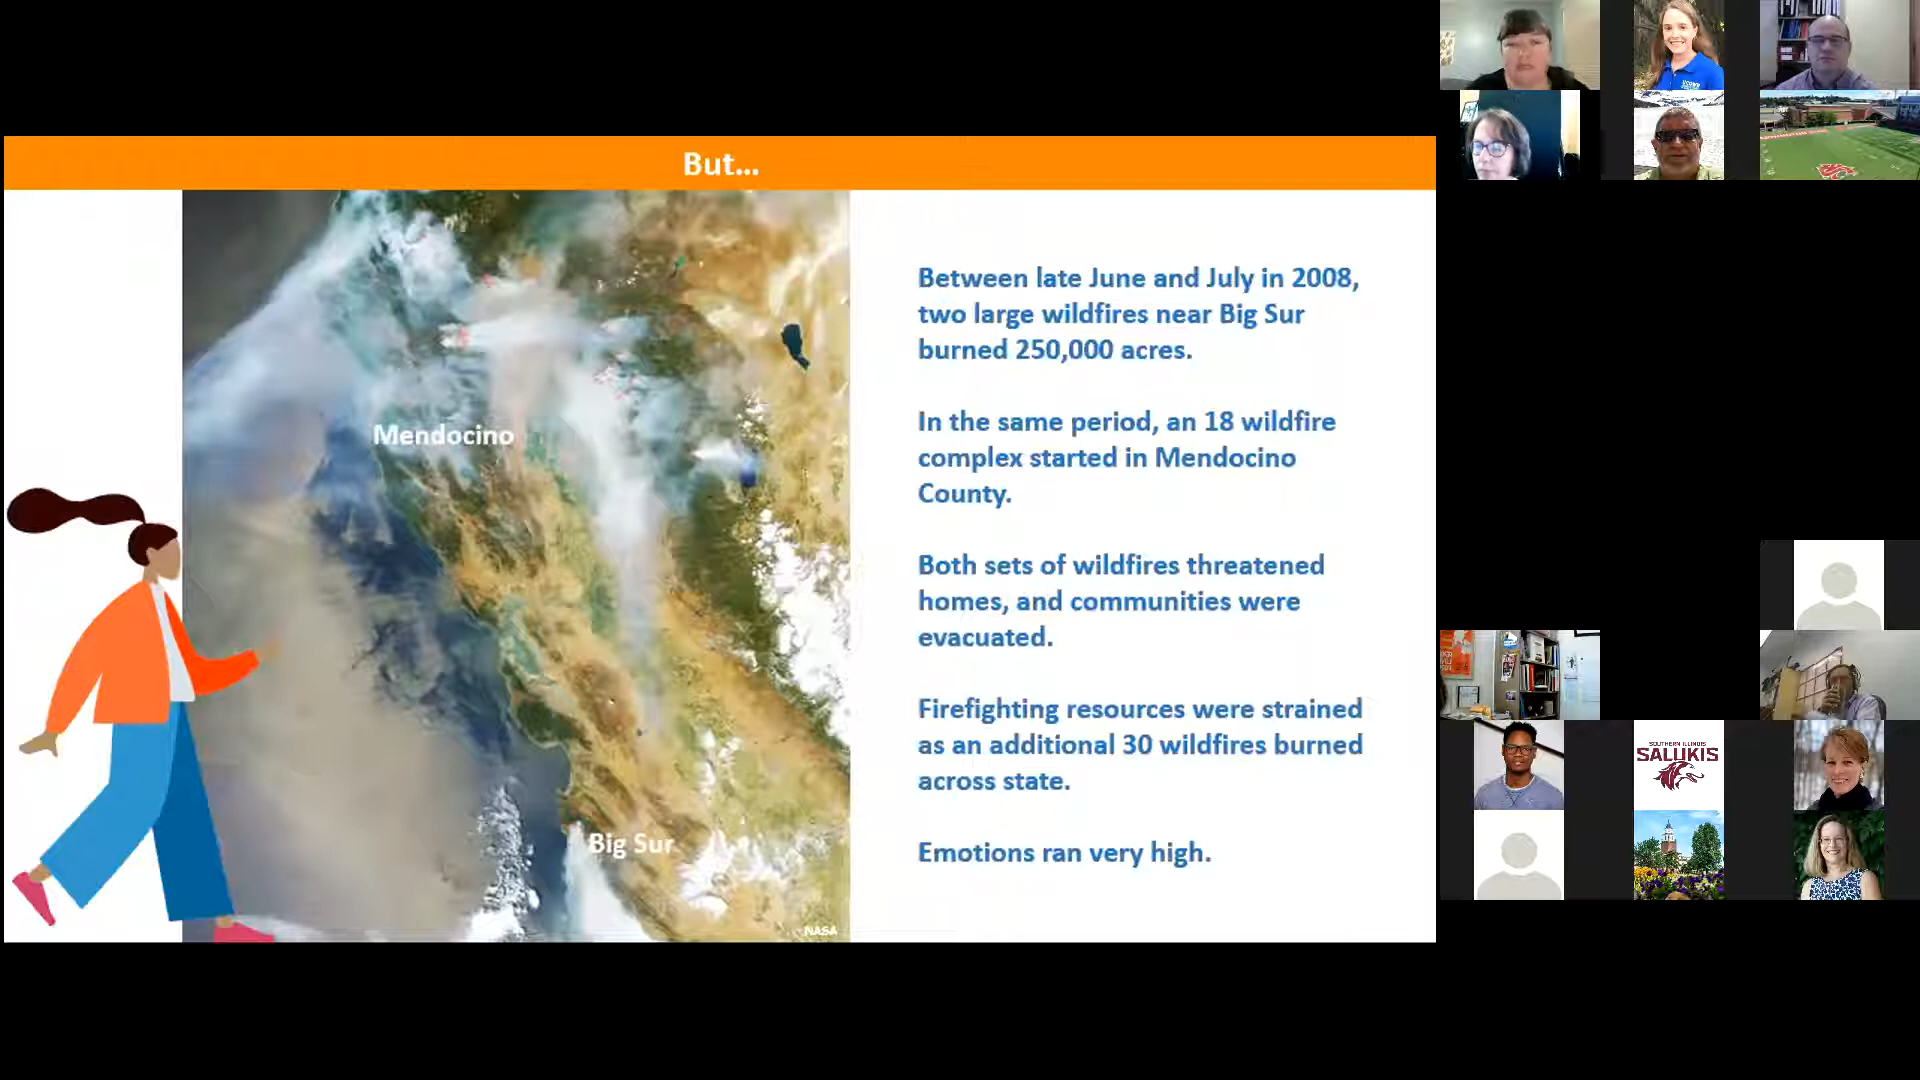 But...
Between late June and July in 2008,
two large wildfires near Big Sur
burned 250,000 acres.
In the same period, an 18 wildfire
complex started in Mendocino
County.
Both sets of wildfires threatened
homes, and communities were
evacuated.
Firefighting resources were strained
as an additional 30 wildfires burned
across state.
Emotions ran very high.
Mendocino
Big Sur
NASA
SOUTHERN ILLINOIS
SALUKIS